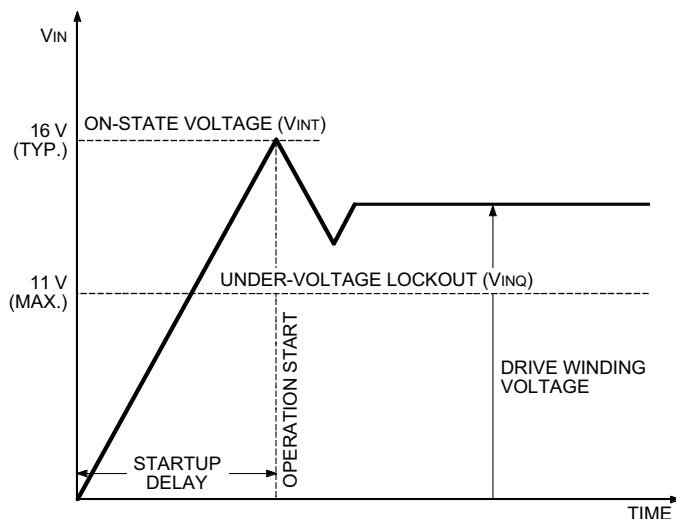 VIN
ON-STATE VOLTAGE (VINT)
16 V
(TYP.)
UNDER-VOLTAGE LOCKOUT (VINQ)
11 V
(MAX.)
OPERATION START
DRIVE WINDING
VOLTAGE
STARTUP
DELAY
TIME